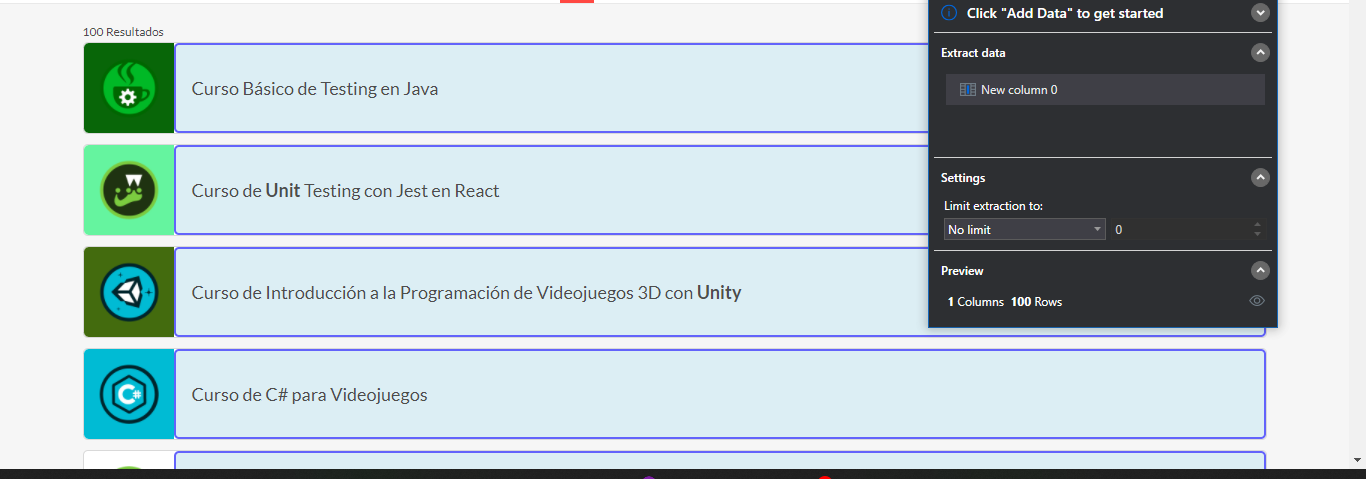 100 Resultados
Curso Básico de Testing en Java
Curso de Unit Testing con Jest en React
Curso de Introducción a la Programación de Videojuegos 3D con Unity
C#
Curso de C# para Videojuegos
Click "Add Data" to get started
Extract data
New column 0
Settings
Limit extraction to:
No limit 0
Preview
1 Columns 100 Rows